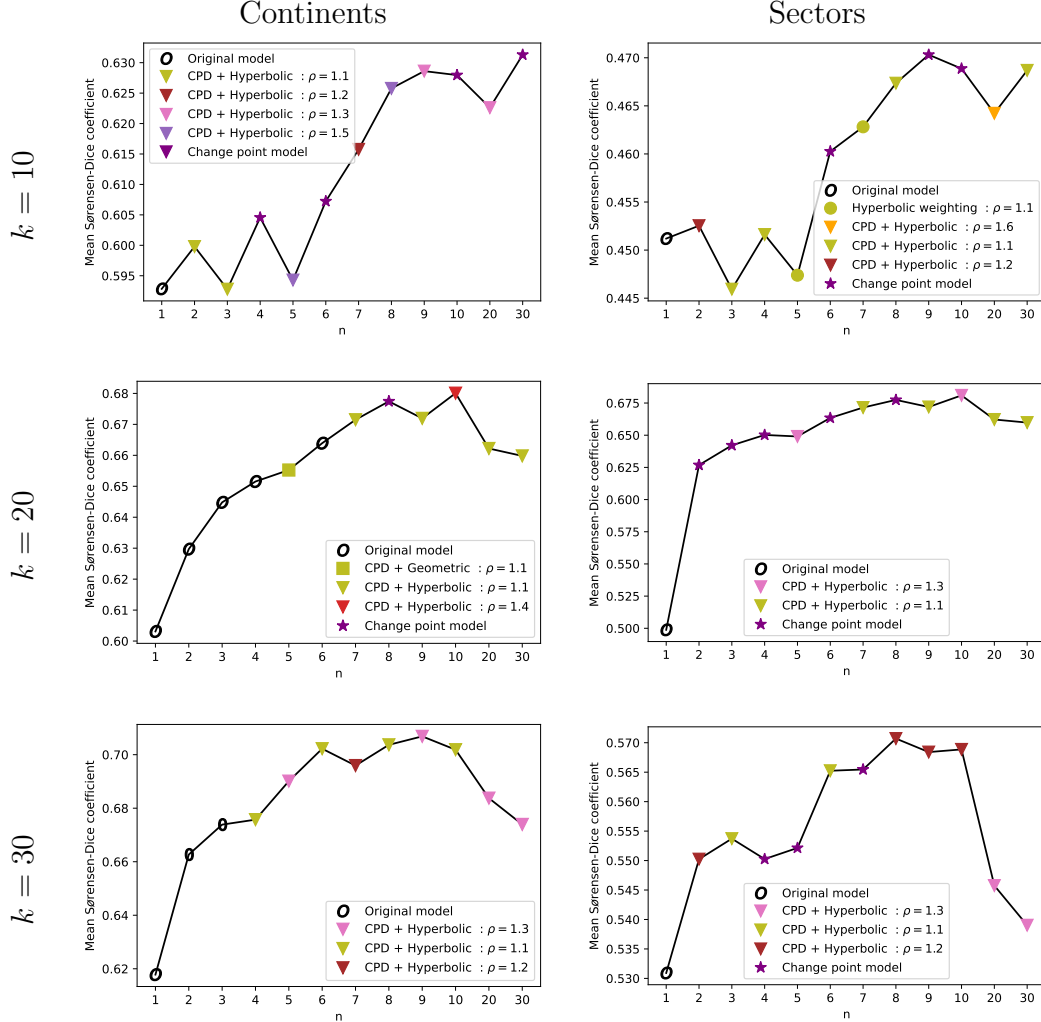 Continents
Sectors
k = 10
Mean Sørensen-Dice coefficient
0.630
0.625
0.620
0.615
0.610
0.605
0.600
0.595
O Original model
CPD + Hyperbolic : ρ = 1.1
CPD + Hyperbolic : ρ = 1.2
CPD + Hyperbolic : ρ = 1.3
CPD + Hyperbolic : ρ = 1.5
Change point model
1 2 3 4 5 6 7 8 9 10 20 30
n
Mean Sørensen-Dice coefficient
0.470
0.465
0.460
0.455
0.450
0.445
O Original model
Hyperbolic weighting : ρ = 1.1
CPD + Hyperbolic : ρ = 1.6
CPD + Hyperbolic : ρ = 1.1
CPD + Hyperbolic : ρ = 1.2
Change point model
1 2 3 4 5 6 7 8 9 10 20 30
n
k = 20
Mean Sørensen-Dice coefficient
0.68
0.67
0.66
0.65
0.64
0.63
0.62
0.61
0.60
O Original model
CPD + Geometric : ρ = 1.1
CPD + Hyperbolic : ρ = 1.1
CPD + Hyperbolic : ρ = 1.4
Change point model
1 2 3 4 5 6 7 8 9 10 20 30
n
Mean Sørensen-Dice coefficient
0.675
0.650
0.625
0.600
0.575
0.550
0.525
0.500
O Original model
CPD + Hyperbolic : ρ = 1.3
CPD + Hyperbolic : ρ = 1.1
Change point model
1 2 3 4 5 6 7 8 9 10 20 30
n
k = 30
Mean Sørensen-Dice coefficient
0.70
0.68
0.66
0.64
0.62
O Original model
CPD + Hyperbolic : ρ = 1.3
CPD + Hyperbolic : ρ = 1.1
CPD + Hyperbolic : ρ = 1.2
1 2 3 4 5 6 7 8 9 10 20 30
n
Mean Sørensen-Dice coefficient
0.570
0.565
0.560
0.555
0.550
0.545
0.540
0.535
0.530
O Original model
CPD + Hyperbolic : ρ = 1.3
CPD + Hyperbolic : ρ = 1.1
CPD + Hyperbolic : ρ = 1.2
Change point model
1 2 3 4 5 6 7 8 9 10 20 30
n